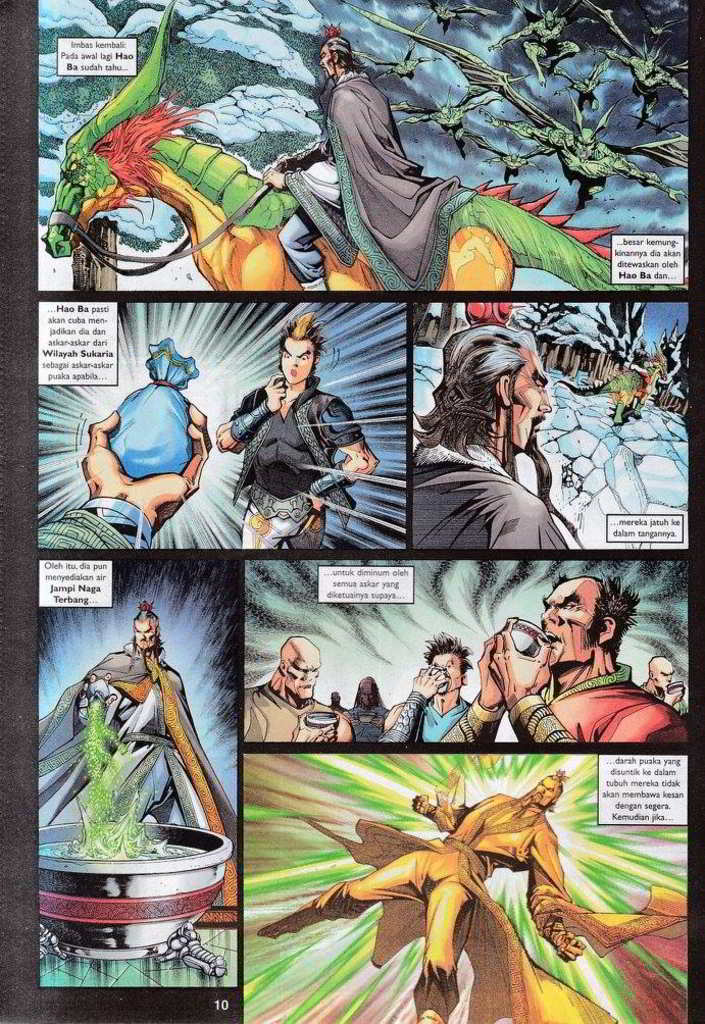 Imbas kembali:
Pada awal lagi Hao
Ba sudah tahu...
...besar kemung-
kinannya dia akan
ditewaskan oleh
Hao Ba dan...
...Hao Ba pasti
akan cuba men-
jadikan dia dan
askar-askar dari
Wilayah Sukaria
sebagai askar-askar
puaka apabila...
...mereka jatuh ke
dalam tangannya.
Oleh itu, dia pun
menyediakan air
Jampi Naga
Terbang...
...untuk diminum oleh
semua askar yang
diketuainya supaya...
...darah puaka yang
disuntik ke dalam
tubuh mereka tidak
akan membawa kesan
dengan segera.
Kemudian jika...
10